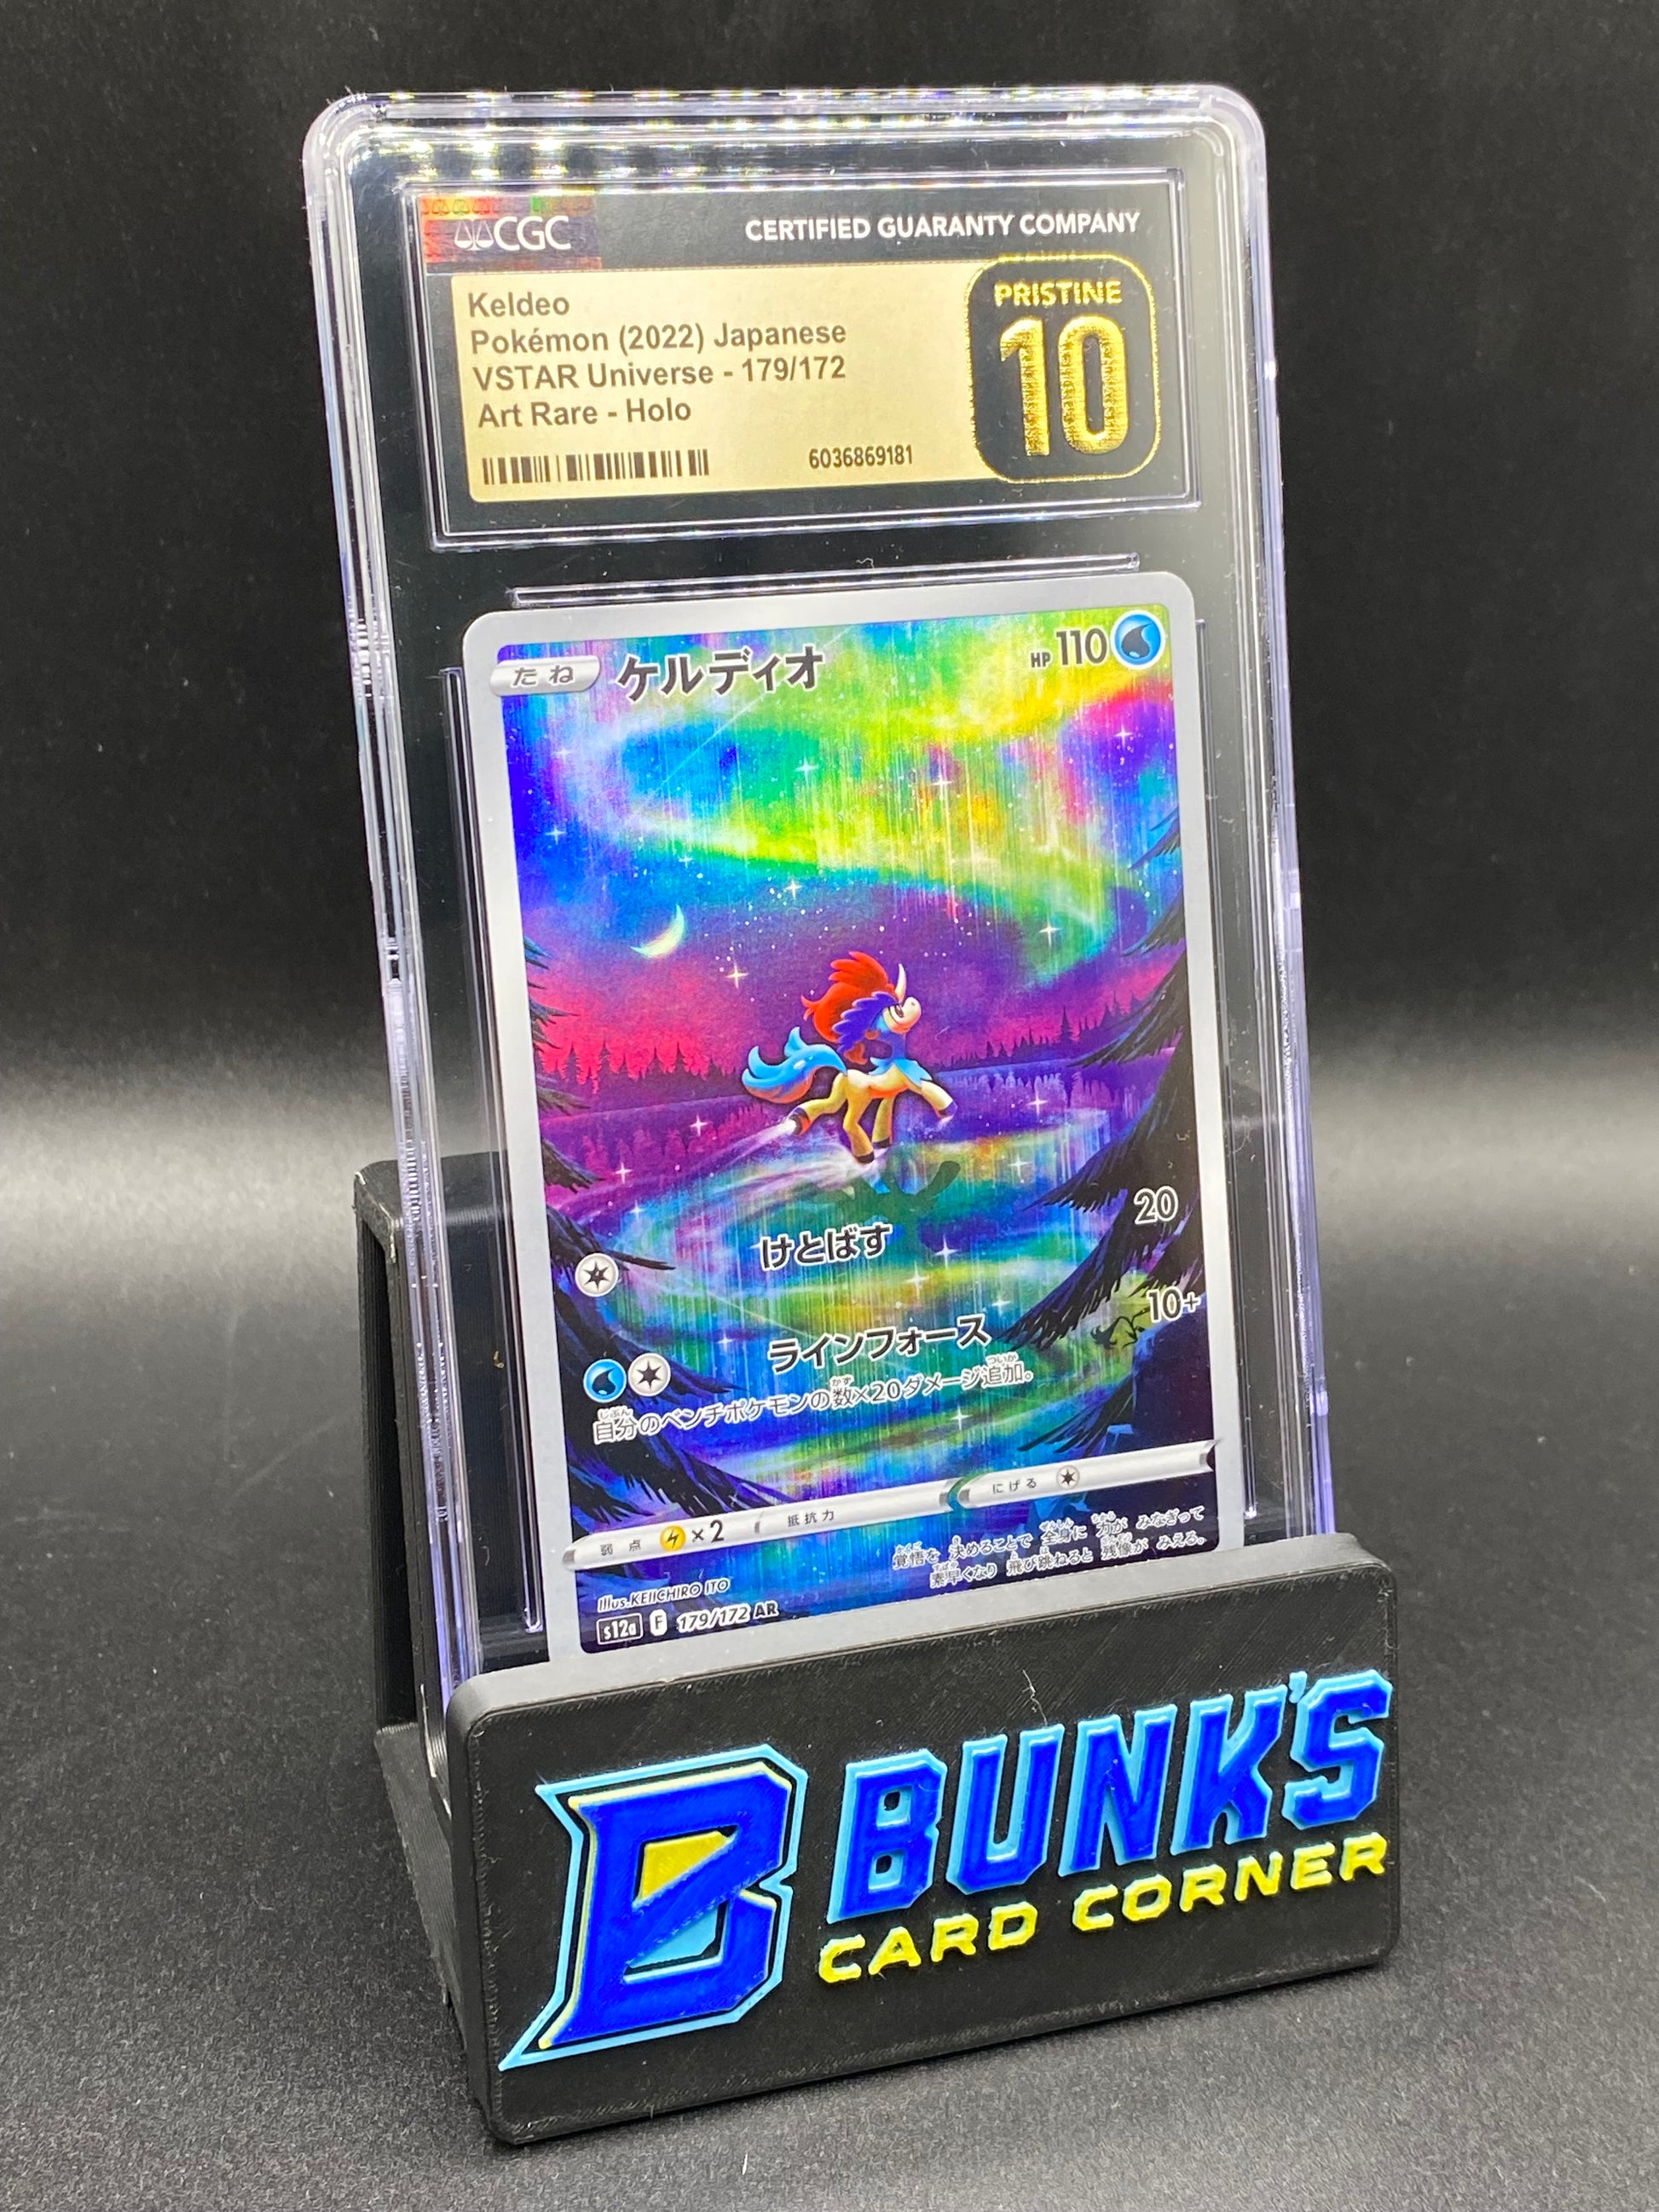 CGC
CERTIFIED GUARANTY COMPANY
Keldeo
Pokémon (2022) Japanese
VSTAR Universe - 179/172
Art Rare - Holo
6036869181
PRISTINE
10
たね
ケルディオ
HP 110
けとばす
20
ラインフォース
10+
自分のベンチポケモンの数×20ダメージ追加。
弱点 ×2
抵抗力
にげる
覚悟を 決めることで 全身に 力が みなぎって
素早くなり 飛び跳ねると 残像が みえる。
Illus.KEIICHIRO ITO
s12a F 179/172 AR
B
BUNK'S
CARD CORNER